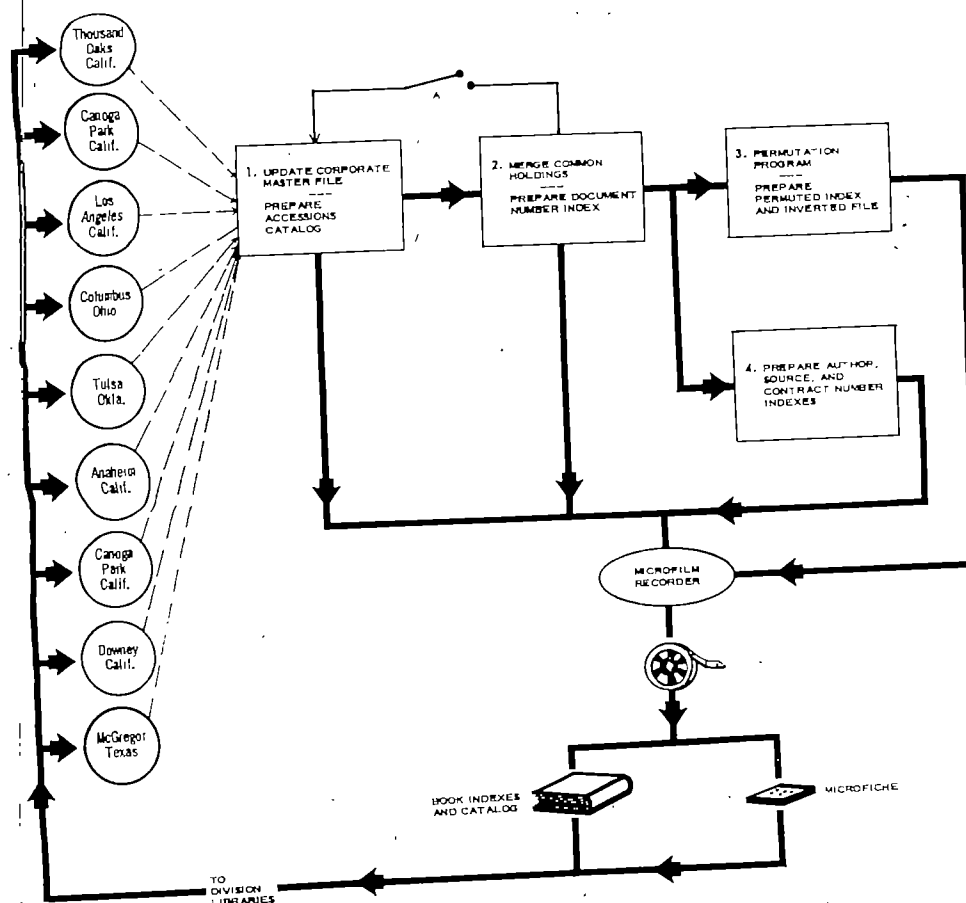 Thousand
Oaks
Calif.
Canoga
Park
Calif.
Los
Angeles
Calif.
Columbus
Ohio
Tulsa
Okla.
Anaheim
Calif.
Canoga
Park
Calif.
Downey
Calif.
McGregor
Texas
A
1. UPDATE CORPORATE
MASTER FILE
---
PREPARE
ACCESSIONS
CATALOG
2. MERGE COMMON
HOLDINGS
---
PREPARE DOCUMENT
NUMBER INDEX
3. PERMUTATION
PROGRAM
---
PREPARE
PERMUTED INDEX
AND INVERTED FILE
4. PREPARE AUTHOR,
SOURCE, AND
CONTRACT NUMBER
INDEXES
MICROFILM
RECORDER
BOOK INDEXES
AND CATALOG
MICROFICHE
TO
DIVISION
LIBRARIES